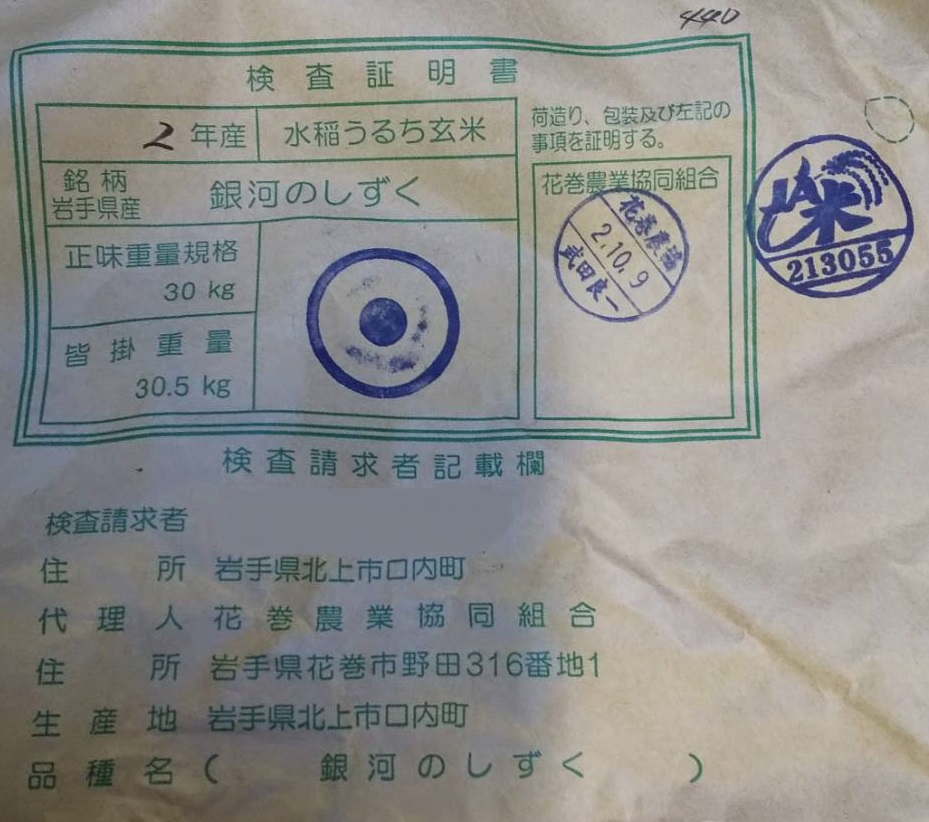 440
検査証明書
2年産 水稲うるち玄米
荷造り、包装及び左記の
事項を証明する。
銘柄
岩手県産
銀河のしずく
正味重量規格
30 kg
皆掛重量
30.5 kg
花巻農業協同組合
花巻農協
2.10.9
武田良一
米
213055
検査請求者記載欄
検査請求者
住所 岩手県北上市口内町
代理人 花巻農業協同組合
住所 岩手県花巻市野田316番地1
生産地 岩手県北上市口内町
品種名( 銀河のしずく )